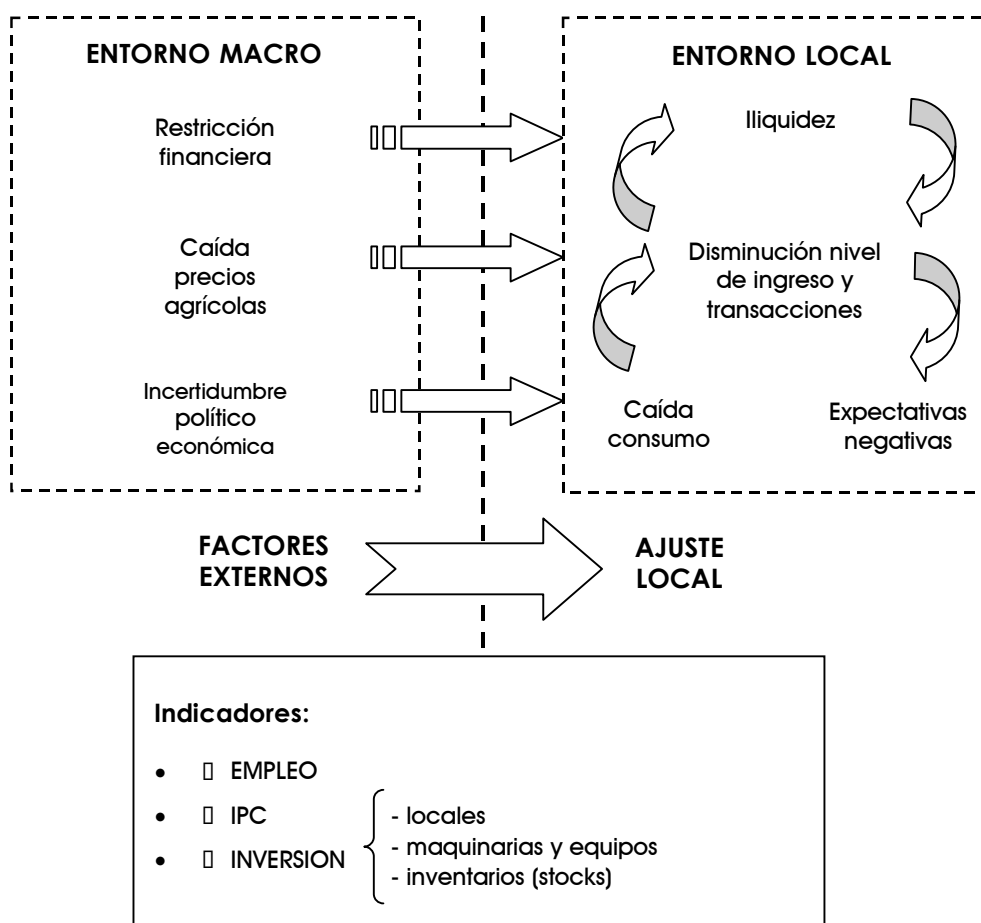 ENTORNO MACRO
Restricción
financiera
Caída
precios
agrícolas
Incertidumbre
político
económica
ENTORNO LOCAL
Iliquidez
Disminución nivel
de ingreso y
transacciones
Caída
consumo
Expectativas
negativas
FACTORES
EXTERNOS
AJUSTE
LOCAL
Indicadores:
• ▯ EMPLEO
• ▯ IPC
• ▯ INVERSION
- locales
- maquinarias y equipos
- inventarios (stocks)